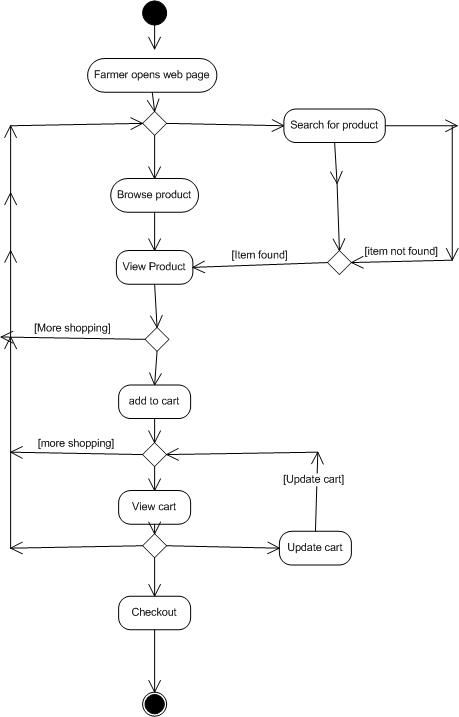 Farmer opens web page
Search for product
Browse product
[Item found]
[item not found]
View Product
[More shopping]
add to cart
[more shopping]
[Update cart]
View cart
Update cart
Checkout